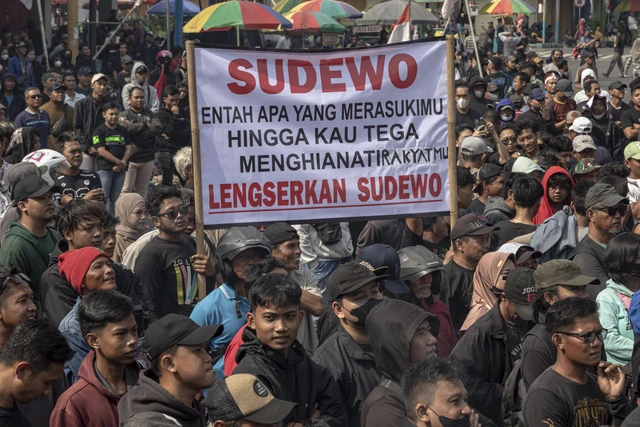 SUDEWO
ENTAH APA YANG MERASUKIMU
HINGGA KAU TEGA
MENGHIANATI RAKYATMU
LENGSERKAN SUDEWO